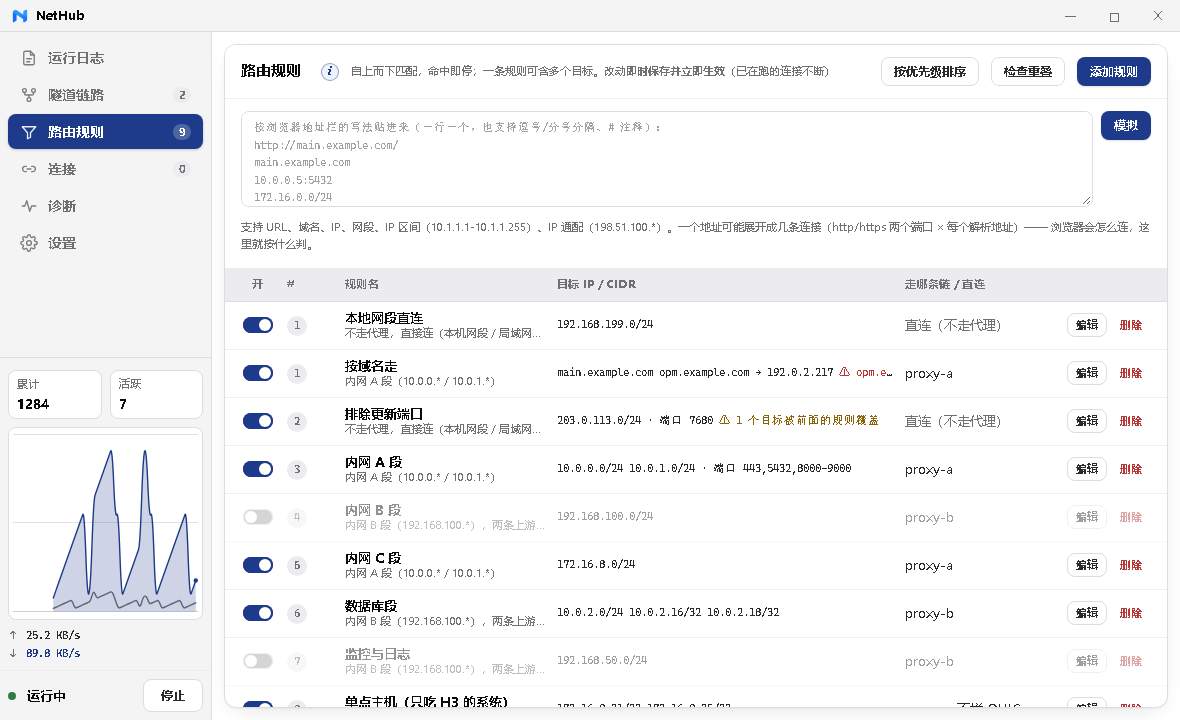 NetHub
运行日志
隧道链路 2
路由规则 9
连接 0
诊断
设置
累计
1284
活跃
7
↑ 25.2 KB/s
↓ 89.8 KB/s
运行中
停止
路由规则
自上而下匹配，命中即停；一条规则可含多个目标。改动即时保存并立即生效（已在跑的连接不断）
按优先级排序
检查重叠
添加规则
按浏览器地址栏的写法贴进来（一行一个，也支持逗号/分号分隔、# 注释）：
http://main.example.com/
main.example.com
10.0.0.5:5432
172.16.0.0/24
模拟
支持 URL、域名、IP、网段、IP 区间（10.1.1.1-10.1.1.255）、IP 通配（198.51.100.*）。一个地址可能展开成几条连接（http/https 两个端口 × 每个解析地址）—— 浏览器会怎么连，这
里就按什么判。
开 # 规则名 目标 IP / CIDR 走哪条链 / 直连
1 本地网段直连 192.168.199.0/24 直连（不走代理） 编辑 删除
不走代理，直接连（本机网段 / 局域网...
1 按域名走 main.example.com opm.example.com → 192.0.2.217 ⚠ opm.e… proxy-a 编辑 删除
内网 A 段（10.0.0.* / 10.0.1.*）
2 排除更新端口 203.0.113.0/24 · 端口 7680 ⚠ 1 个目标被前面的规则覆盖 直连（不走代理） 编辑 删除
不走代理，直接连（本机网段 / 局域网...
3 内网 A 段 10.0.0.0/24 10.0.1.0/24 · 端口 443,5432,8000-9000 proxy-a 编辑 删除
内网 A 段（10.0.0.* / 10.0.1.*）
4 内网 B 段 192.168.100.0/24 proxy-b 编辑 删除
内网 B 段（192.168.100.*），两条上游...
5 内网 C 段 172.16.8.0/24 proxy-a 编辑 删除
内网 A 段（10.0.0.* / 10.0.1.*）
6 数据库段 10.0.2.0/24 10.0.2.16/32 10.0.2.18/32 proxy-b 编辑 删除
内网 B 段（192.168.100.*），两条上游...
7 监控与日志 192.168.50.0/24 proxy-b 编辑 删除
内网 B 段（192.168.100.*），两条上游...
单点主机（只吃 H3 的系统） 编辑 删除